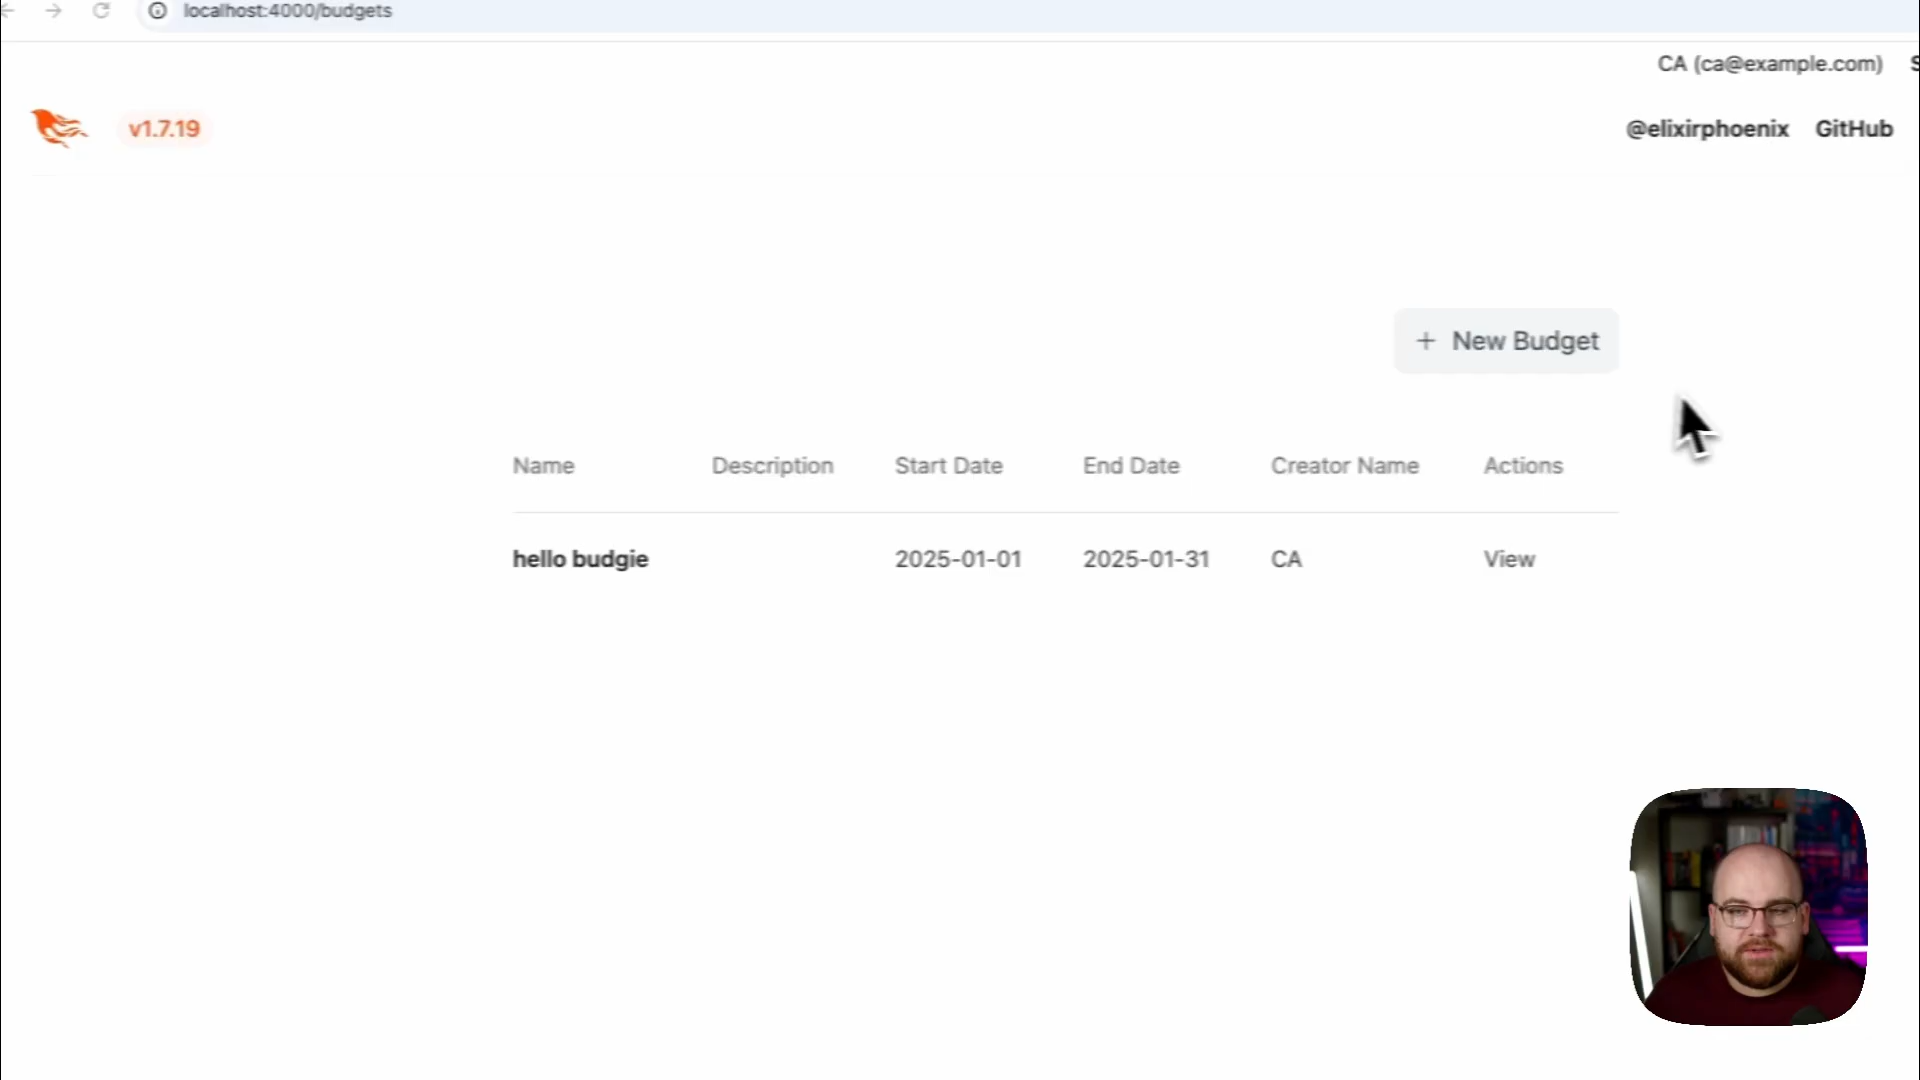 localhost:4000/budgets
CA (ca@example.com) S
v1.7.19 @elixirphoenix GitHub
+ New Budget
Name Description Start Date End Date Creator Name Actions
hello budgie 2025-01-01 2025-01-31 CA View